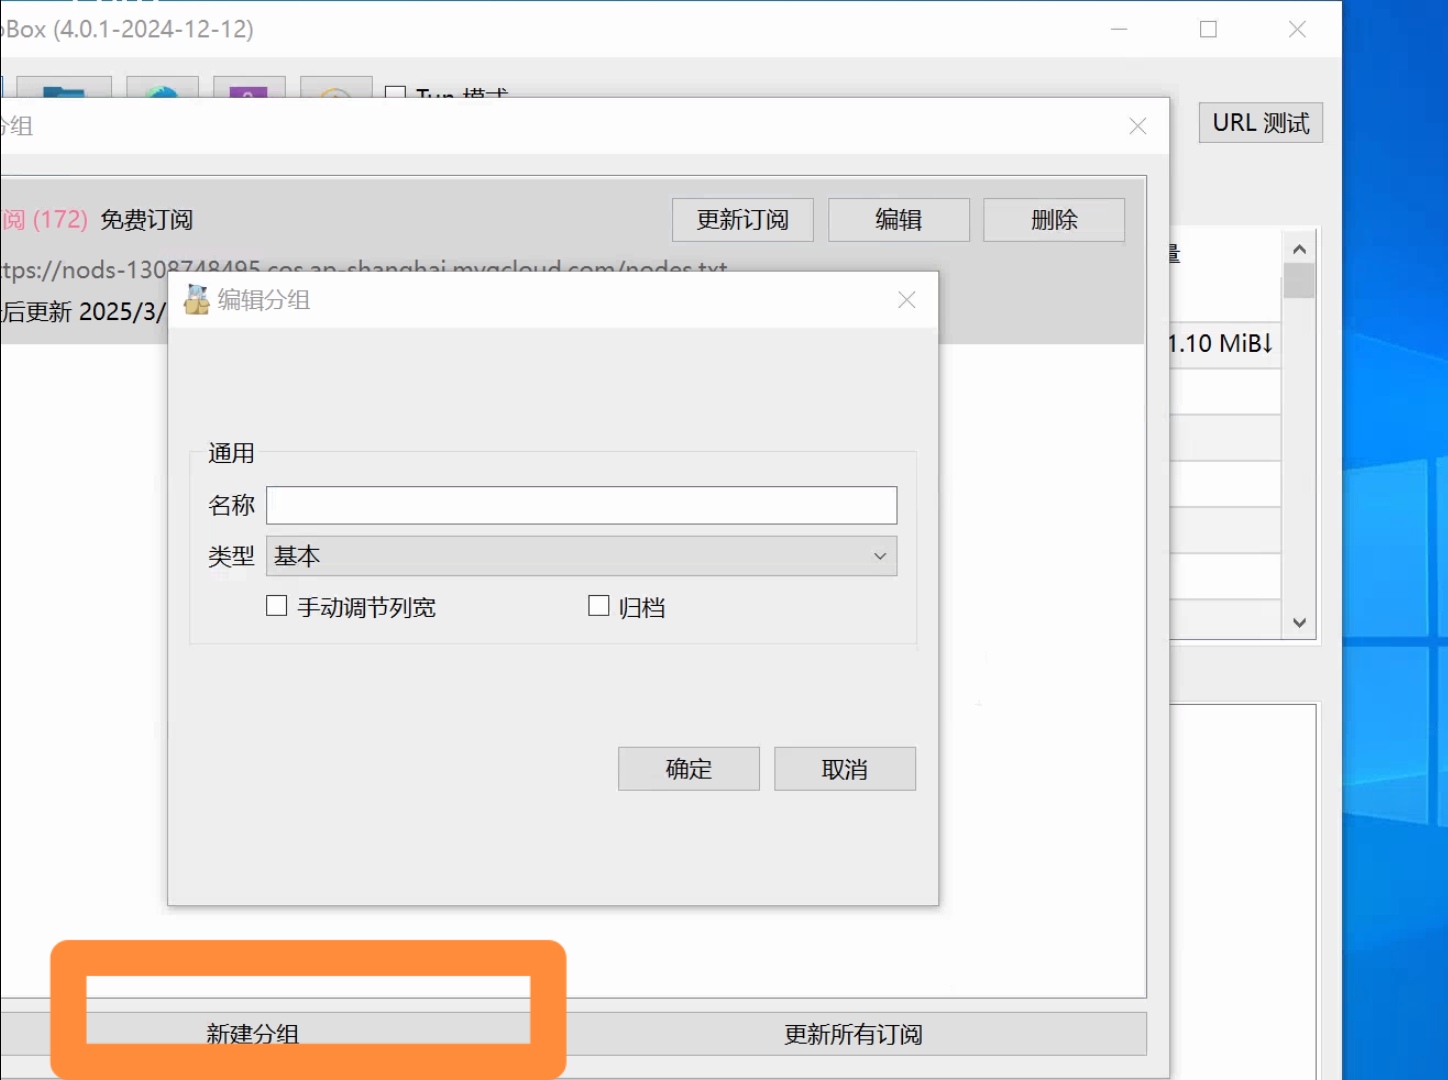 Box (4.0.1-2024-12-12)
Tun 模式
分组
URL 测试
阅 (172) 免费订阅
更新订阅
编辑
删除
量
ttps://nods-1308748495.cos.ap-shanghai.myqcloud.com/nodes.txt
后更新 2025/3/
编辑分组
1.10 MiB↓
通用
名称
类型 基本
手动调节列宽
归档
确定
取消
新建分组
更新所有订阅